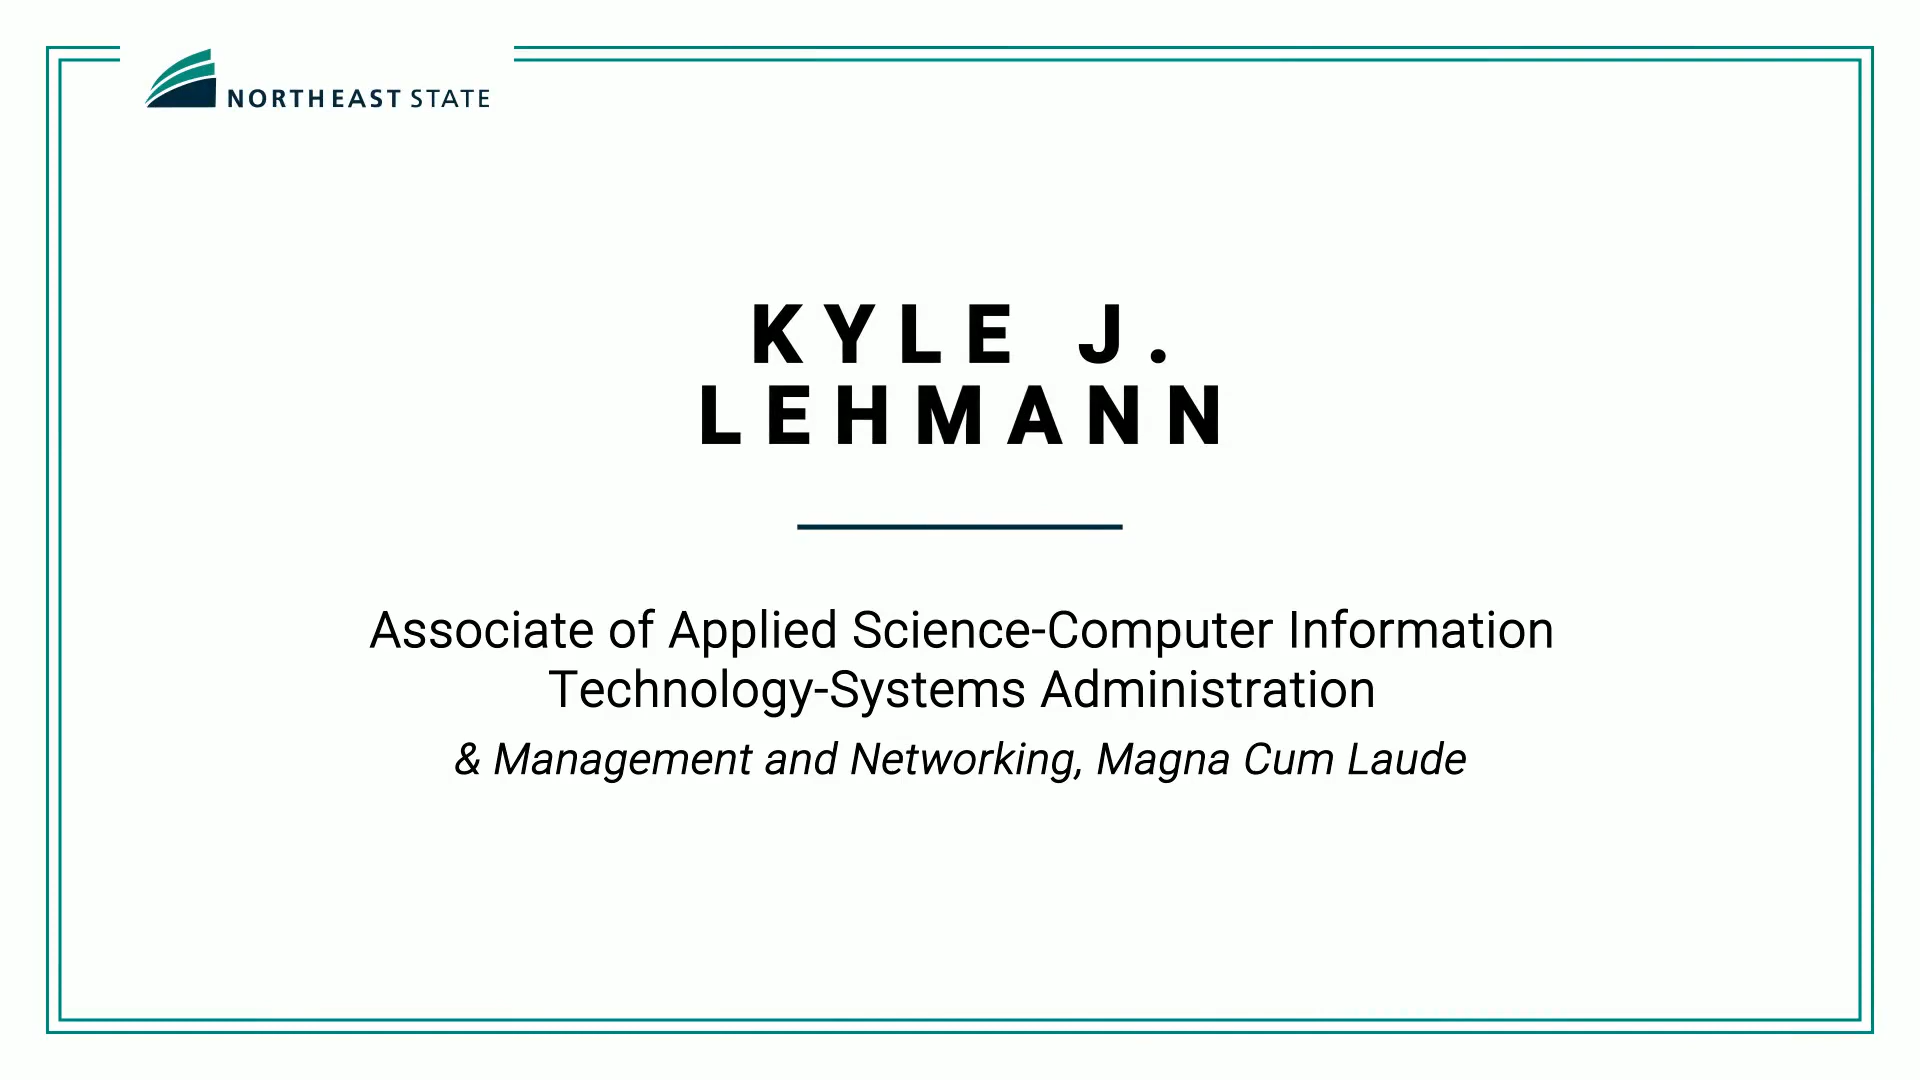 NORTHEAST STATE
KYLE J.
LEHMANN
Associate of Applied Science-Computer Information
Technology-Systems Administration
& Management and Networking, Magna Cum Laude